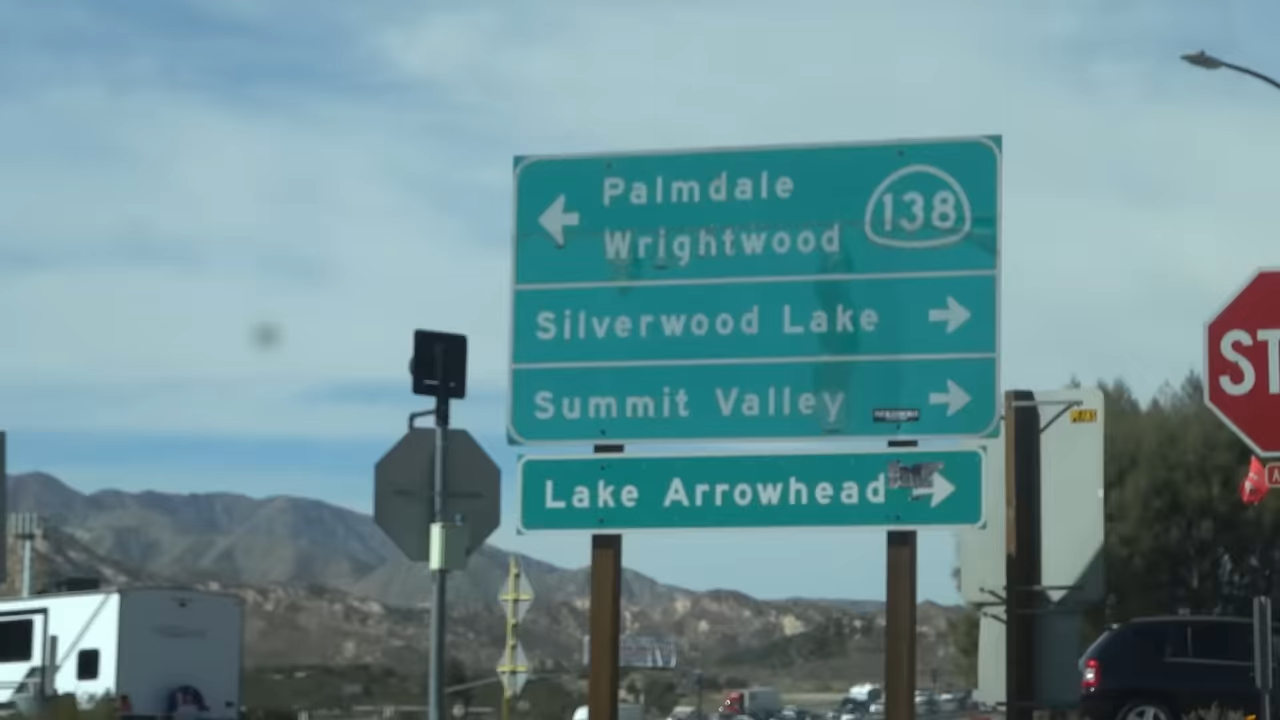 Palmdale
Wrightwood
138
Silverwood Lake
Summit Valley
Lake Arrowhead
ST